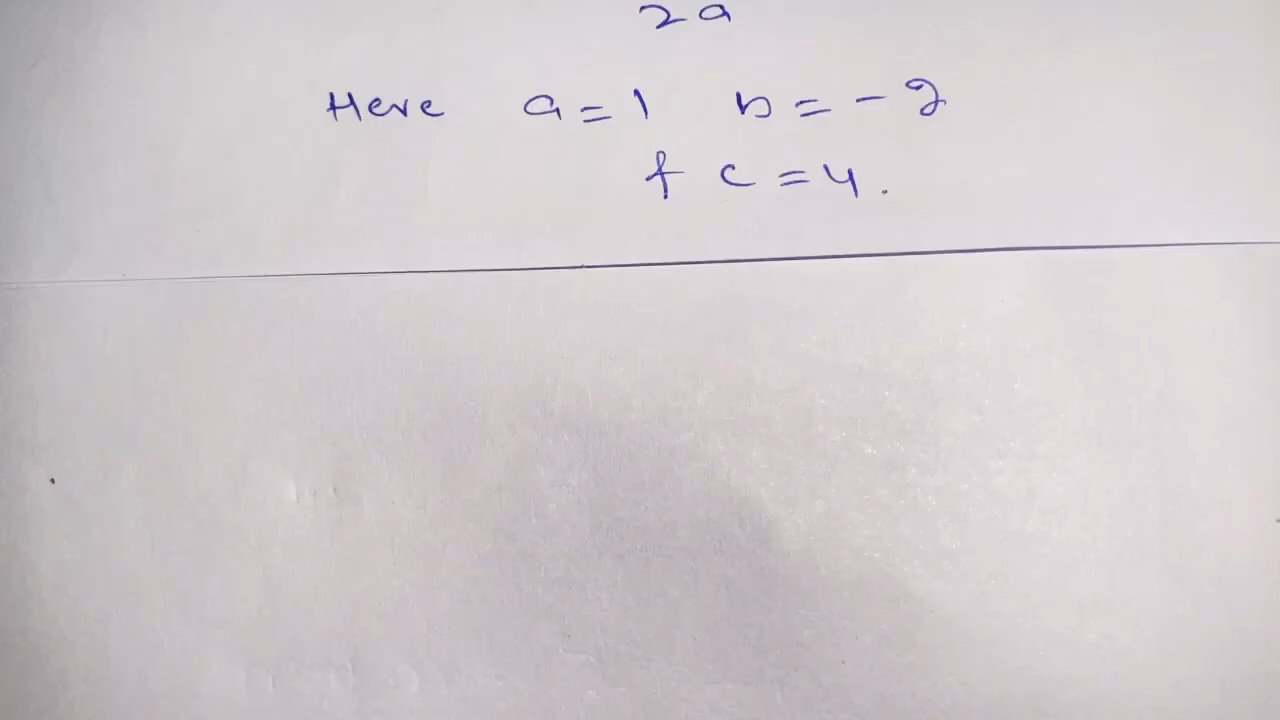 2a
Here a = 1 b = - 2
& c = 4.